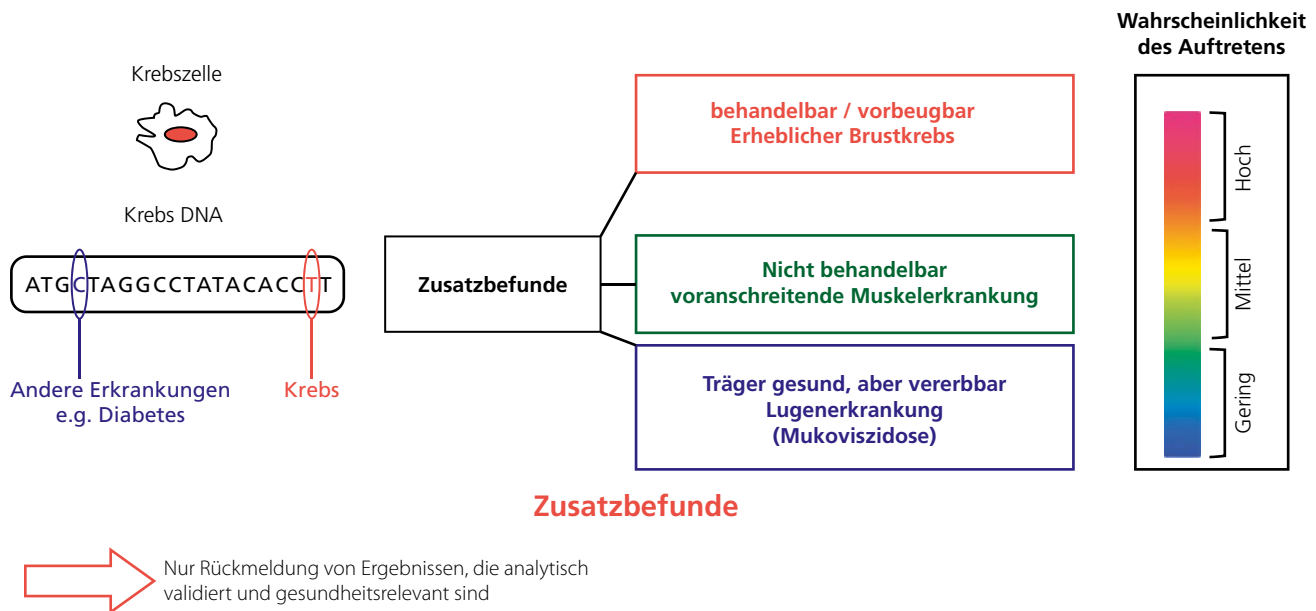 Krebszelle
Krebs DNA
ATGCTAGGCCTATACACCTT
Andere Erkrankungen
e.g. Diabetes
Krebs
Zusatzbefunde
behandelbar / vorbeugbar
Erheblicher Brustkrebs
Nicht behandelbar
voranschreitende Muskelerkrankung
Träger gesund, aber vererbbar
Lugenerkrankung
(Mukoviszidose)
Wahrscheinlichkeit
des Auftretens
Hoch
Mittel
Gering
Zusatzbefunde
Nur Rückmeldung von Ergebnissen, die analytisch
validiert und gesundheitsrelevant sind